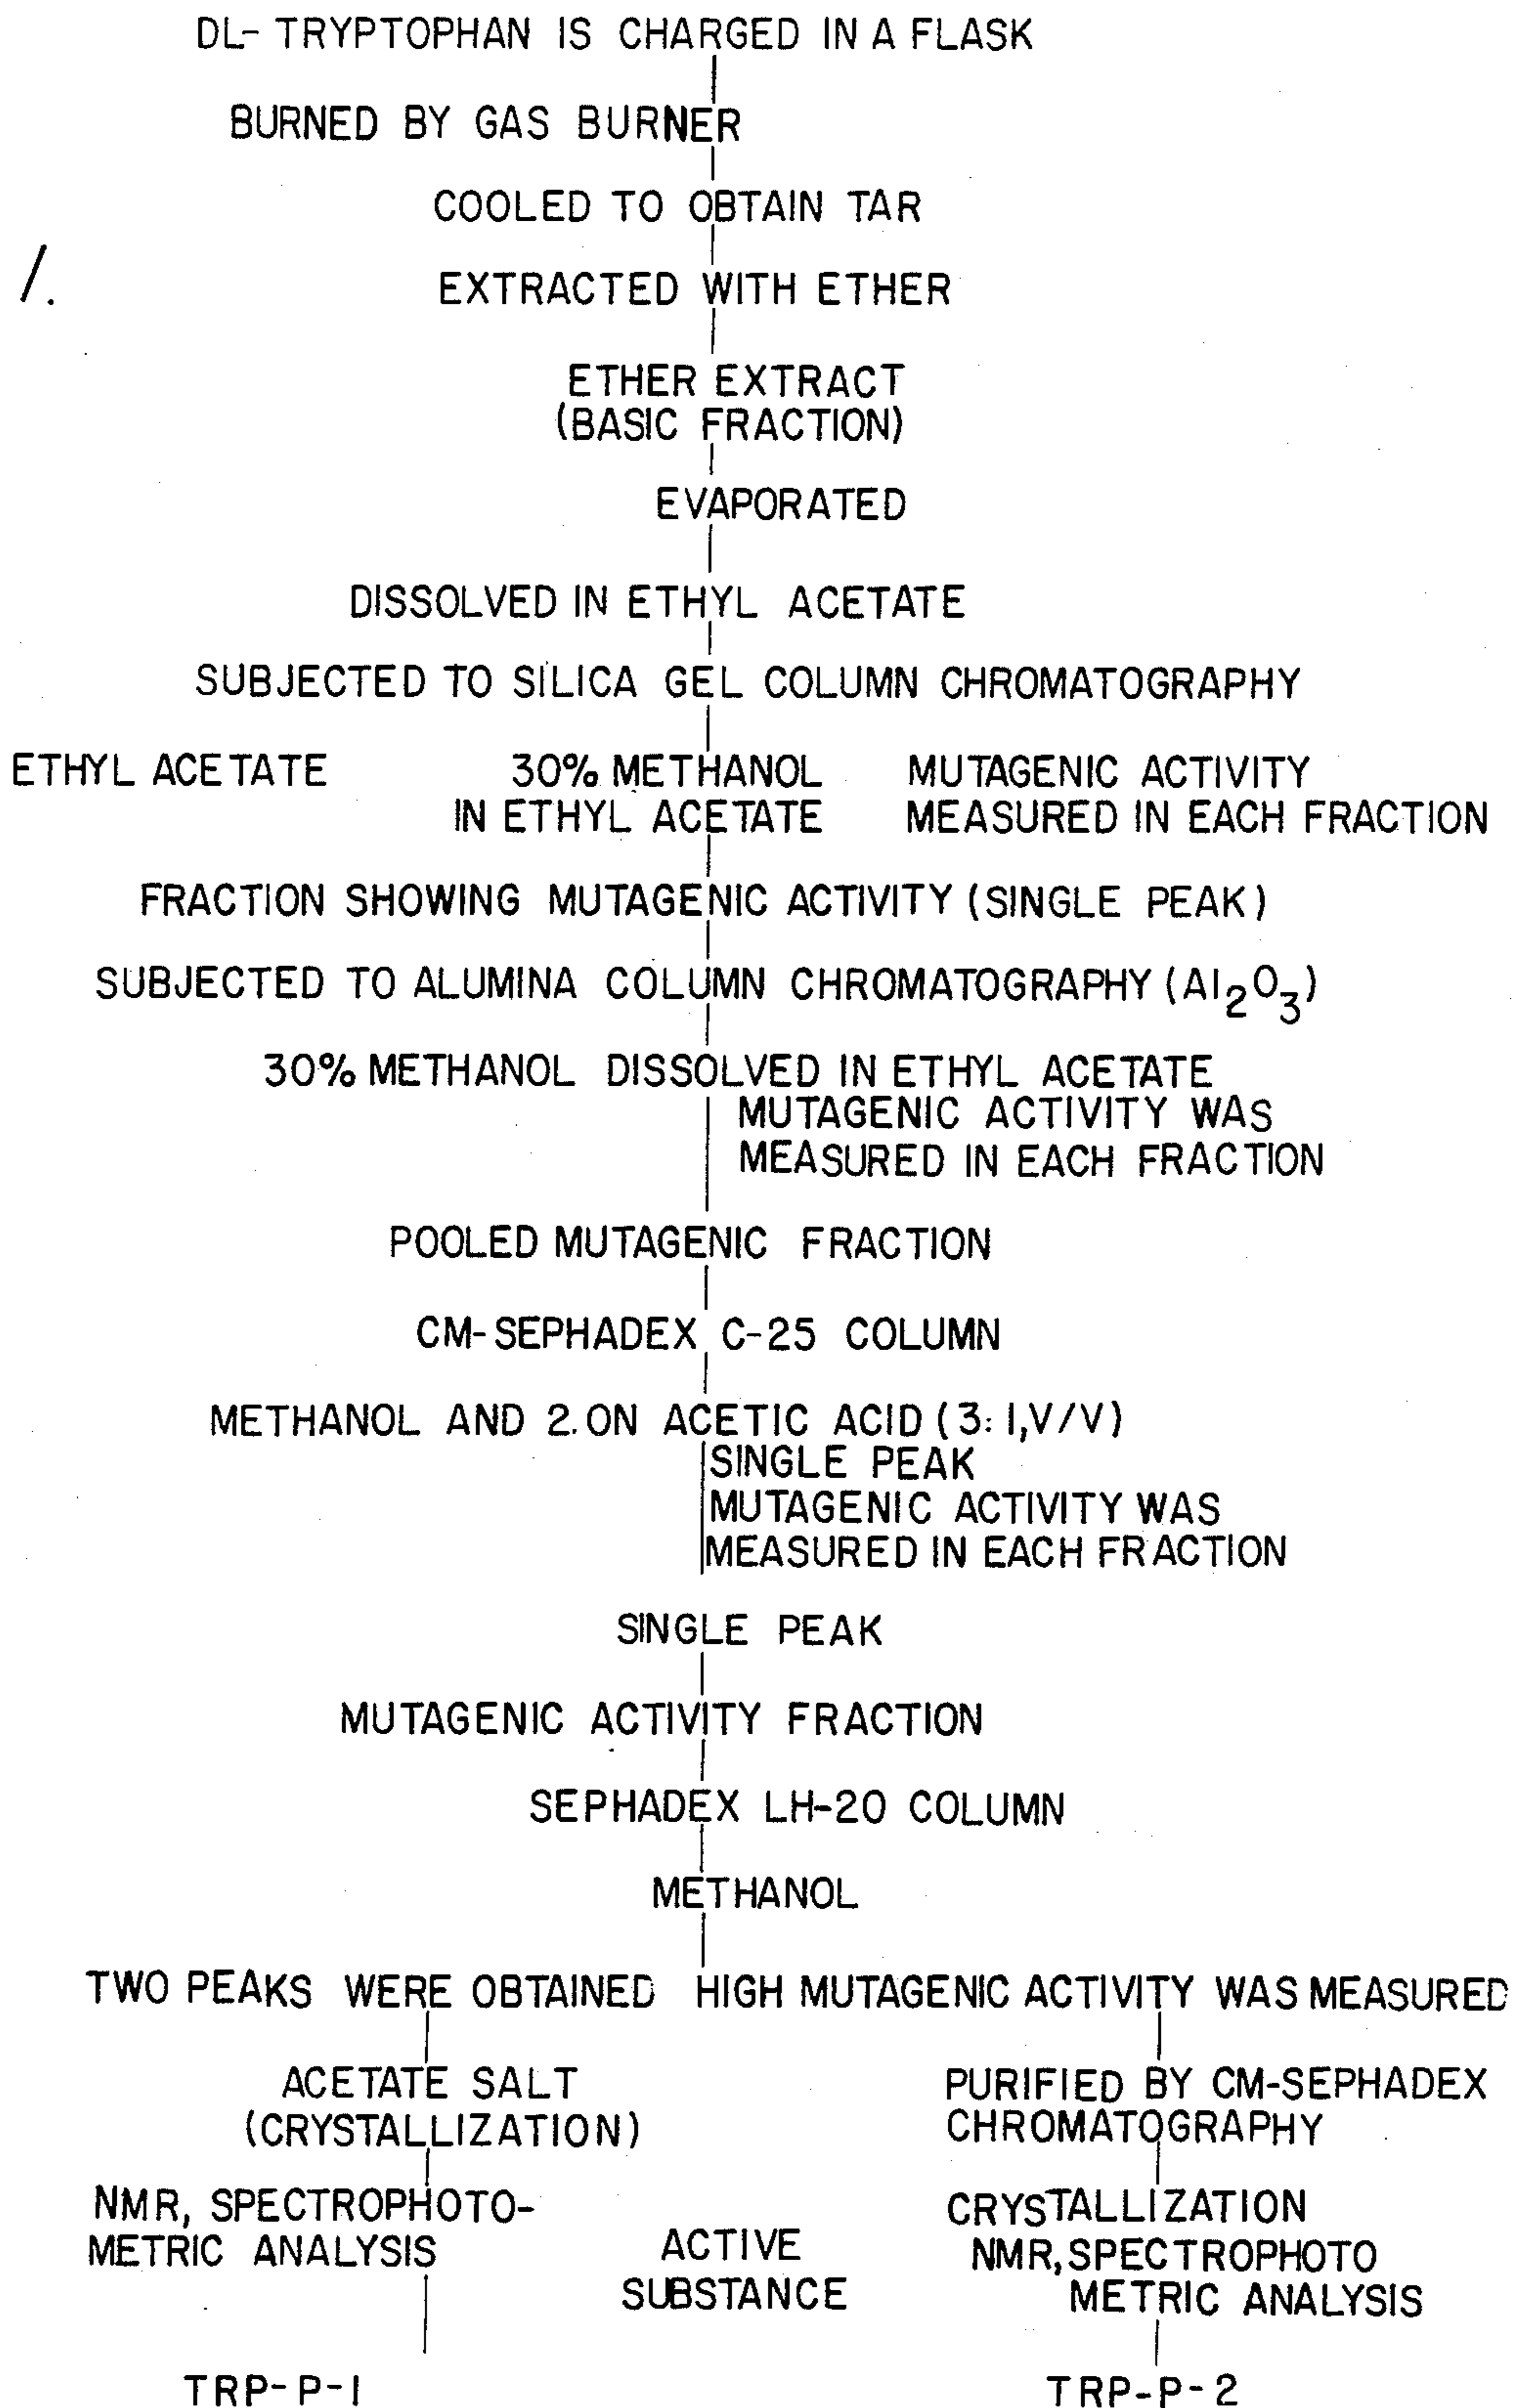 DL- TRYPTOPHAN IS CHARGED IN A FLASK
BURNED BY GAS BURNER
COOLED TO OBTAIN TAR
1.
EXTRACTED WITH ETHER
ETHER EXTRACT
(BASIC FRACTION)
EVAPORATED
DISSOLVED IN ETHYL ACETATE
SUBJECTED TO SILICA GEL COLUMN CHROMATOGRAPHY
ETHYL ACETATE
30% METHANOL
IN ETHYL ACETATE
MUTAGENIC ACTIVITY
MEASURED IN EACH FRACTION
FRACTION SHOWING MUTAGENIC ACTIVITY (SINGLE PEAK)
SUBJECTED TO ALUMINA COLUMN CHROMATOGRAPHY (Al₂O₃)
30% METHANOL DISSOLVED IN ETHYL ACETATE
MUTAGENIC ACTIVITY WAS
MEASURED IN EACH FRACTION
POOLED MUTAGENIC FRACTION
CM-SEPHADEX C-25 COLUMN
METHANOL AND 2.0N ACETIC ACID (3:1,V/V)
SINGLE PEAK
MUTAGENIC ACTIVITY WAS
MEASURED IN EACH FRACTION
SINGLE PEAK
MUTAGENIC ACTIVITY FRACTION
SEPHADEX LH-20 COLUMN
METHANOL
TWO PEAKS WERE OBTAINED HIGH MUTAGENIC ACTIVITY WAS MEASURED
ACETATE SALT
(CRYSTALLIZATION)
NMR, SPECTROPHOTO-
METRIC ANALYSIS
ACTIVE
SUBSTANCE
PURIFIED BY CM-SEPHADEX
CHROMATOGRAPHY
CRYSTALLIZATION
NMR,SPECTROPHOTO
METRIC ANALYSIS
TRP-P-1
TRP-P-2